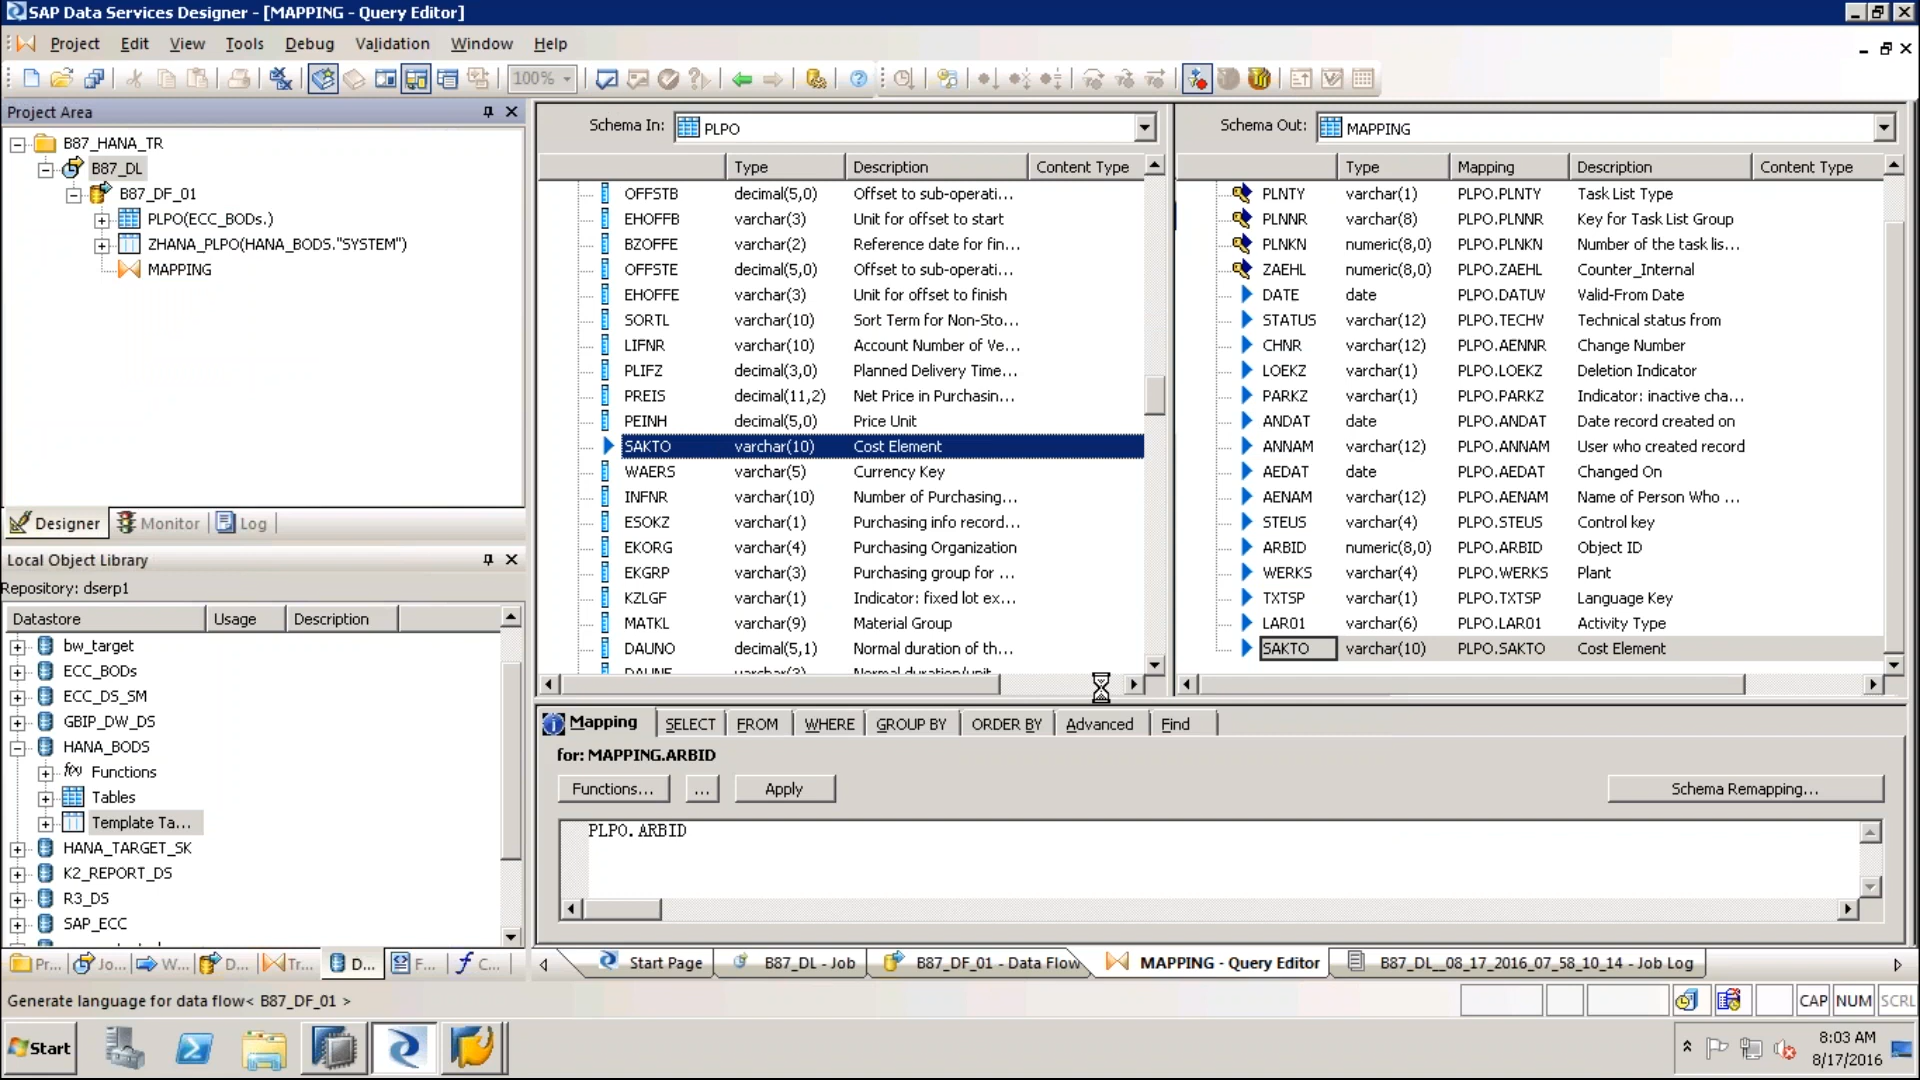 SAP Data Services Designer - [MAPPING - Query Editor]
Project Edit View Tools Debug Validation Window Help
100%
Project Area
B87_HANA_TR
B87_DL
B87_DF_01
PLPO(ECC_BODs.)
ZHANA_PLPO(HANA_BODS."SYSTEM")
MAPPING
Designer Monitor Log
Local Object Library
Repository: dserp1
Datastore Usage Description
bw_target
ECC_BODs
ECC_DS_SM
GBIP_DW_DS
HANA_BODS
f(x) Functions
Tables
Template Ta...
HANA_TARGET_SK
K2_REPORT_DS
R3_DS
SAP_ECC
Pr... Jo... W... D... Tr... D... F... C...
Schema In: PLPO
Type Description Content Type
OFFSTB decimal(5,0) Offset to sub-operati...
EHOFFB varchar(3) Unit for offset to start
BZOFFE varchar(2) Reference date for fin...
OFFSTE decimal(5,0) Offset to sub-operati...
EHOFFE varchar(3) Unit for offset to finish
SORTL varchar(10) Sort Term for Non-Sto...
LIFNR varchar(10) Account Number of Ve...
PLIFZ decimal(3,0) Planned Delivery Time...
PREIS decimal(11,2) Net Price in Purchasin...
PEINH decimal(5,0) Price Unit
SAKTO varchar(10) Cost Element
WAERS varchar(5) Currency Key
INFNR varchar(10) Number of Purchasing...
ESOKZ varchar(1) Purchasing info record...
EKORG varchar(4) Purchasing Organization
EKGRP varchar(3) Purchasing group for ...
KZLGF varchar(1) Indicator: fixed lot ex...
MATKL varchar(9) Material Group
DAUNO decimal(5,1) Normal duration of th...
DAUNE varchar(3) Normal duration/unit
Schema Out: MAPPING
Type Mapping Description Content Type
PLNTY varchar(1) PLPO.PLNTY Task List Type
PLNNR varchar(8) PLPO.PLNNR Key for Task List Group
PLNKN numeric(8,0) PLPO.PLNKN Number of the task lis...
ZAEHL numeric(8,0) PLPO.ZAEHL Counter_Internal
DATE date PLPO.DATUV Valid-From Date
STATUS varchar(12) PLPO.TECHV Technical status from
CHNR varchar(12) PLPO.AENNR Change Number
LOEKZ varchar(1) PLPO.LOEKZ Deletion Indicator
PARKZ varchar(1) PLPO.PARKZ Indicator: inactive cha...
ANDAT date PLPO.ANDAT Date record created on
ANNAM varchar(12) PLPO.ANNAM User who created record
AEDAT date PLPO.AEDAT Changed On
AENAM varchar(12) PLPO.AENAM Name of Person Who ...
STEUS varchar(4) PLPO.STEUS Control key
ARBID numeric(8,0) PLPO.ARBID Object ID
WERKS varchar(4) PLPO.WERKS Plant
TXTSP varchar(1) PLPO.TXTSP Language Key
LAR01 varchar(6) PLPO.LAR01 Activity Type
SAKTO varchar(10) PLPO.SAKTO Cost Element
Mapping SELECT FROM WHERE GROUP BY ORDER BY Advanced Find
for: MAPPING.ARBID
Functions... ... Apply Schema Remapping...
PLPO.ARBID
Start Page B87_DL - Job B87_DF_01 - Data Flow MAPPING - Query Editor B87_DL__08_17_2016_07_58_10_14 - Job Log
Generate language for data flow< B87_DF_01 >
CAP NUM SCRL
Start
8:03 AM
8/17/2016